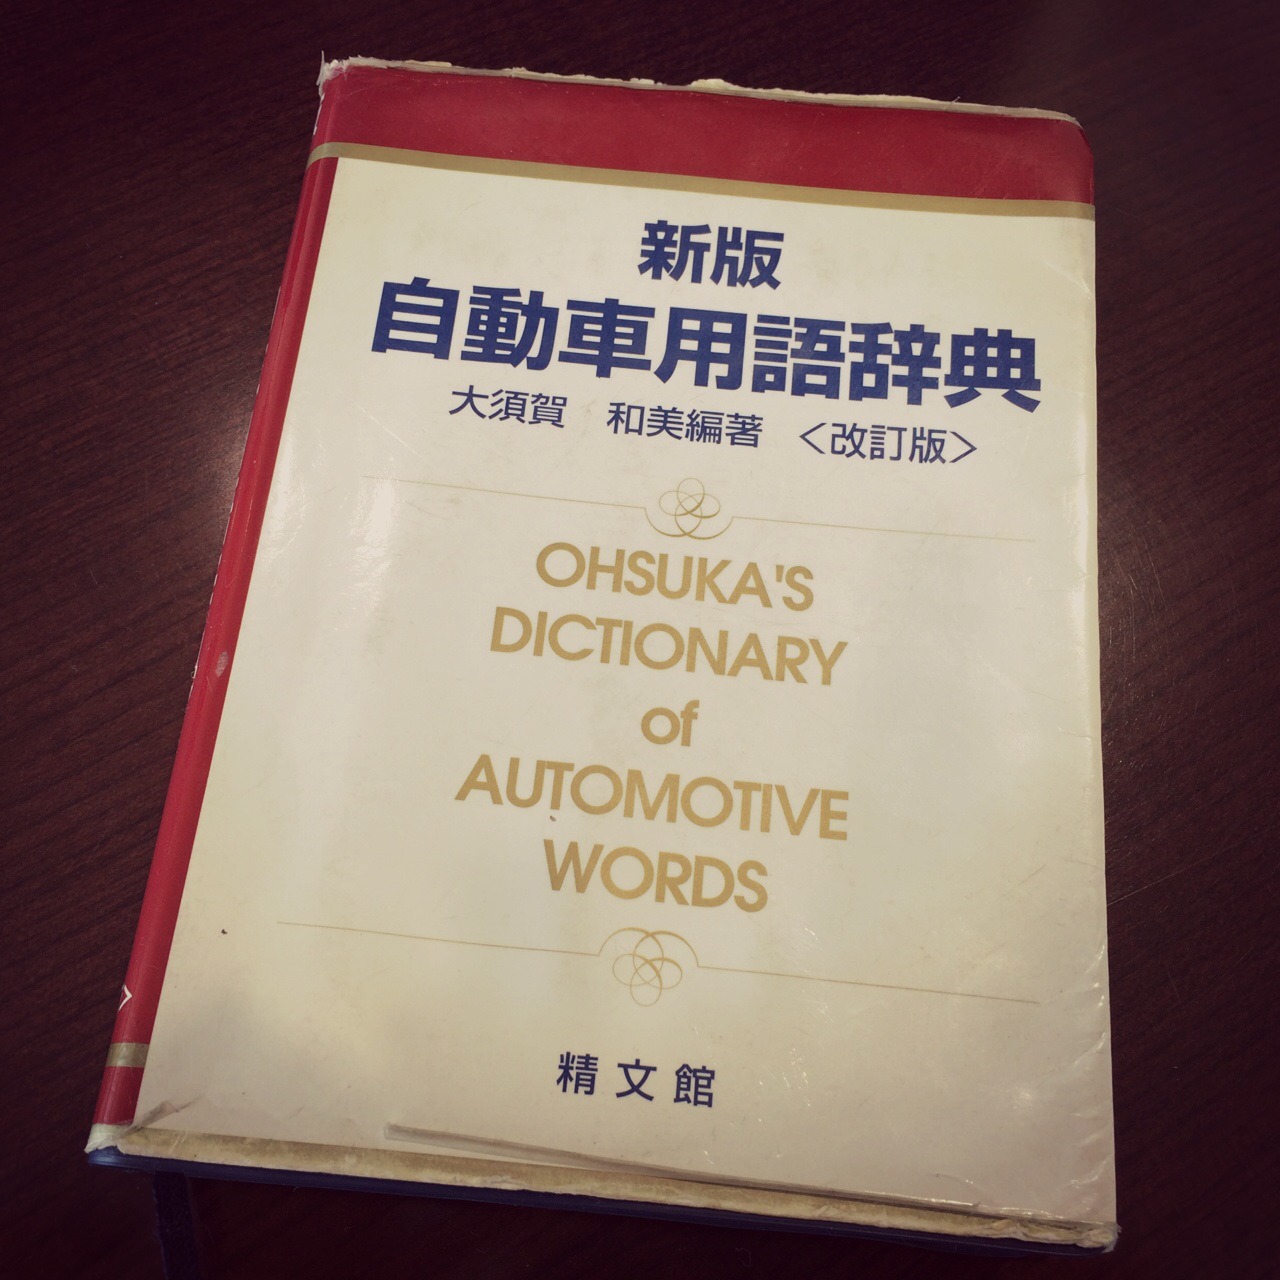 新版
自動車用語辞典
大須賀 和美編著 〈改訂版〉
OHSUKA'S
DICTIONARY
of
AUTOMOTIVE
WORDS
精文館